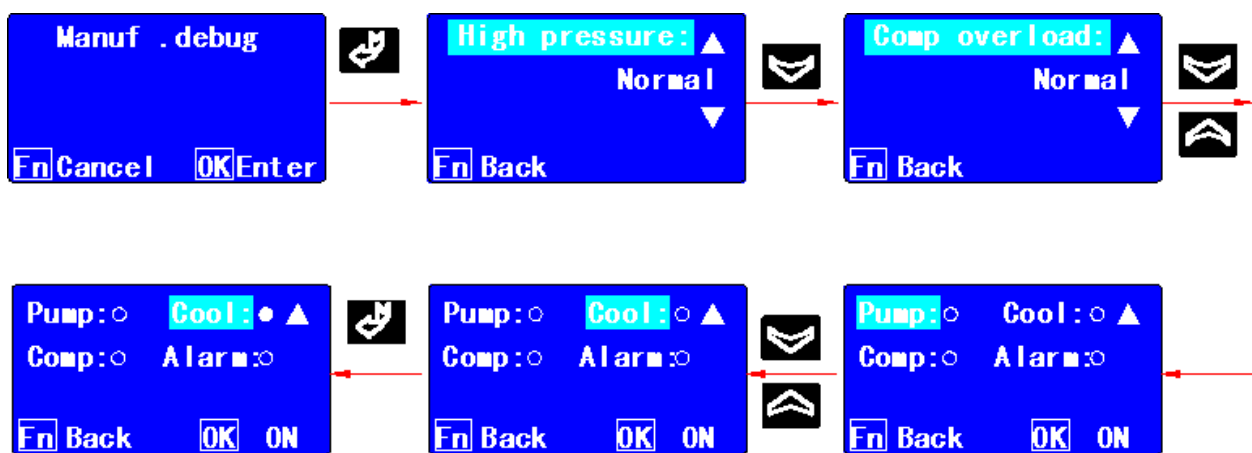 Manuf .debug
Fn Cancel OK Enter
High pressure: ▲
Normal
▼
Fn Back
Comp overload: ▲
Normal
▼
Fn Back
Pump:○ Cool:● ▲
Comp:○ Alarm:○
Fn Back OK ON
Pump:○ Cool:○ ▲
Comp:○ Alarm:○
Fn Back OK ON
Pump:○ Cool:○ ▲
Comp:○ Alarm:○
Fn Back OK ON